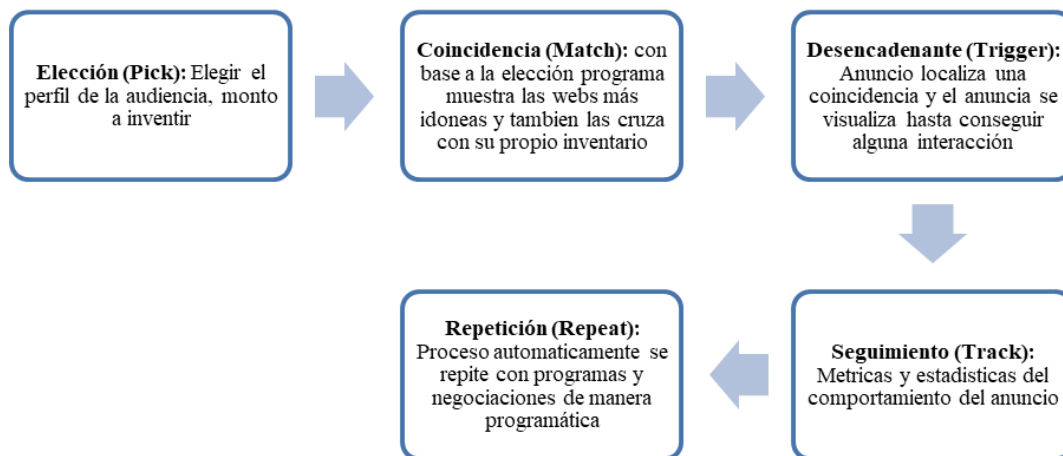 Elección (Pick): Elegir el
perfil de la audiencia, monto
a inventir
Coincidencia (Match): con
base a la elección programa
muestra las webs más
idoneas y tambien las cruza
con su propio inventario
Desencadenante (Trigger):
Anuncio localiza una
coincidencia y el anuncia se
visualiza hasta conseguir
alguna interacción
Seguimiento (Track):
Metricas y estadisticas del
comportamiento del anuncio
Repetición (Repeat):
Proceso automaticamente se
repite con programas y
negociaciones de manera
programática